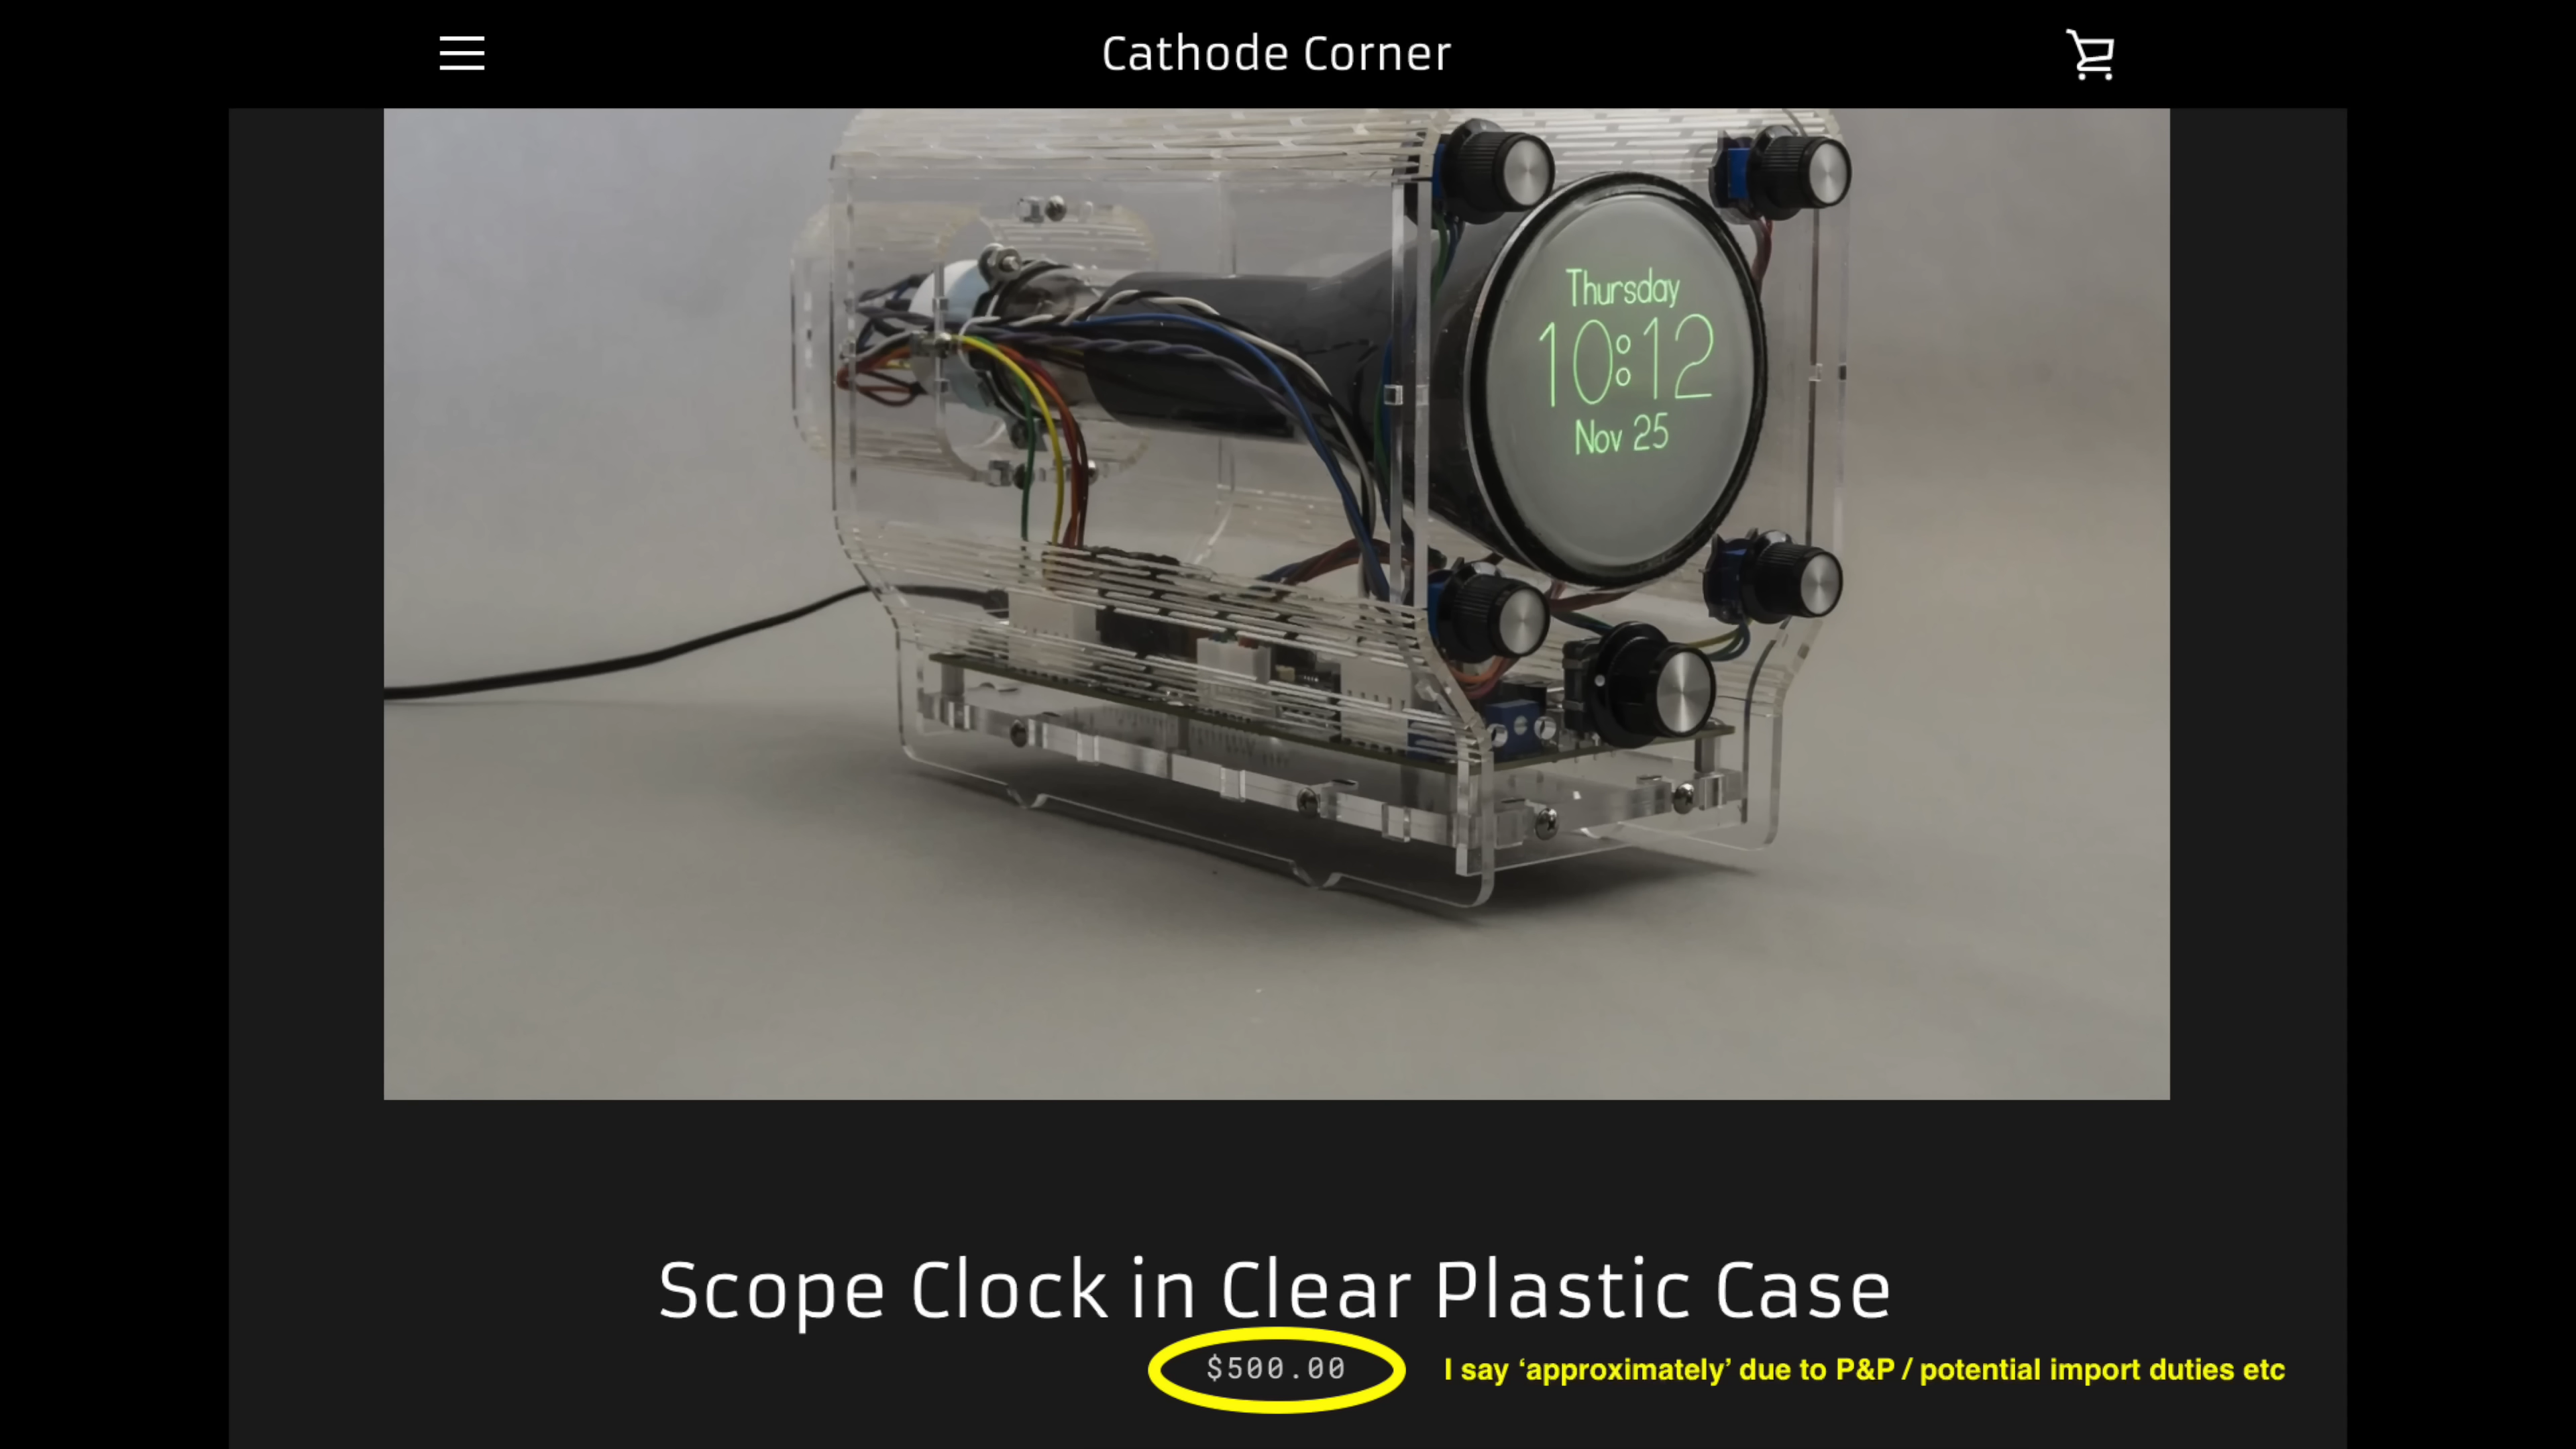 Cathode Corner
Thursday
10:12
Nov 25
Scope Clock in Clear Plastic Case
$500.00
I say ‘approximately’ due to P&P / potential import duties etc